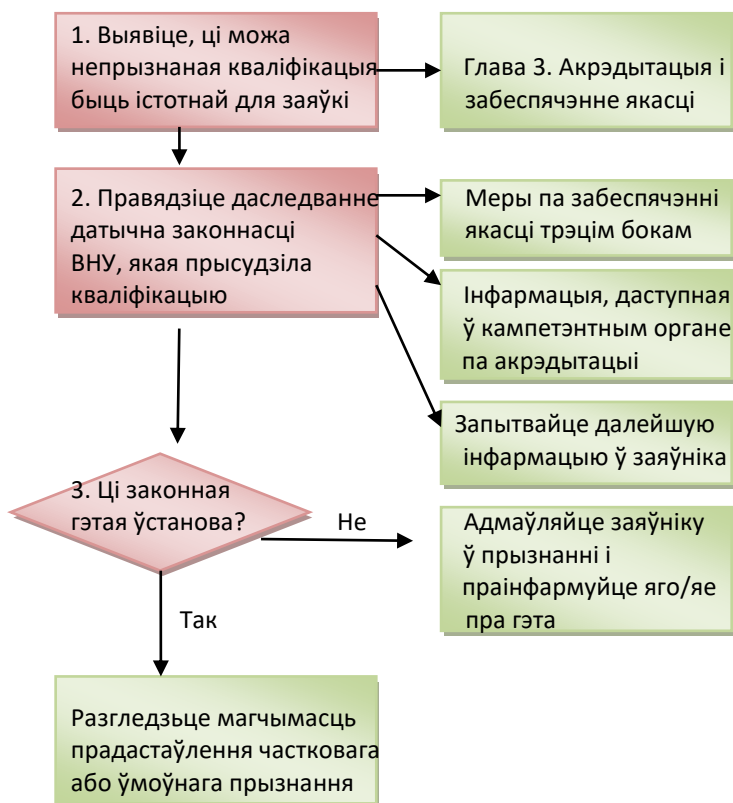 1. Выявіце, ці можа
непрызнаная кваліфікацыя
быць істотнай для заяўкі
Глава 3. Акрэдытацыя і
забеспячэнне якасці
2. Правядзіце даследванне
датычна законнасці
ВНУ, якая прысудзіла
кваліфікацыю
Меры па забеспячэнні
якасці трэцім бокам
Інфармацыя, даступная
ў кампетэнтным органе
па акрэдытацыі
Запытвайце далейшую
інфармацыю ў заяўніка
3. Ці законная
гэтая ўстанова?
Не
Адмаўляйце заяўніку
ў прызнанні і
праінфармуйце яго/яе
пра гэта
Так
Разгледзьце магчымасць
прадастаўлення частковага
або ўмоўнага прызнання